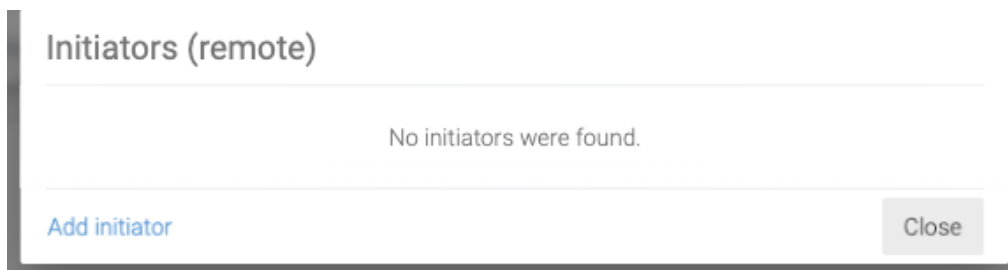 Initiators (remote)
No initiators were found.
Add initiator
Close